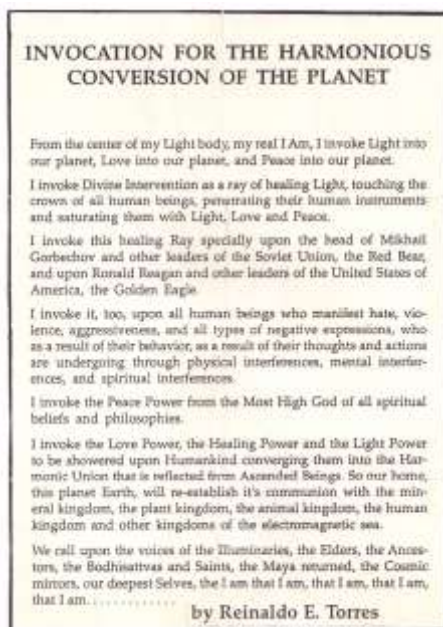 INVOCATION FOR THE HARMONIOUS
CONVERSION OF THE PLANET
From the center of my Light body, my real I Am, I invoke Light into
our planet, Love into our planet, and Peace into our planet.
I invoke Divine Intervention as a ray of healing Light, touching the
crown of all human beings, penetrating their human instruments
and saturating them with Light, Love and Peace.
I invoke this healing Ray specially upon the head of Mikhail
Gorbechov and other leaders of the Soviet Union, the Red Bear,
and upon Ronald Reagan and other leaders of the United States of
America, the Golden Eagle.
I invoke it, too, upon all human beings who manifest hate, vio-
lence, aggressiveness, and all types of negative expressions, who
as a result of their behavior, as a result of their thoughts and actions
are undergoing through physical interferences, mental interfer-
ences, and spiritual interferences.
I invoke the Peace Power from the Most High God of all spiritual
beliefs and philosophies.
I invoke the Love Power, the Healing Power and the Light Power
to be showered upon Humankind converging them into the Har-
monic Union that is reflected from Ascended Beings. So our home,
this planet Earth, will re-establish it's communion with the min-
eral kingdom, the plant kingdom, the animal kingdom, the human
kingdom and other kingdoms of the electromagnetic sea.
We call upon the voices of the Illuminaries, the Elders, the Ances-
tors, the Bodhisattvas and Saints, the Maya returned, the Cosmic
mirrors, our deepest Selves, the I am that I am, that I am, that I am,
that I am. . . . . . . . . . . .
by Reinaldo E. Torres